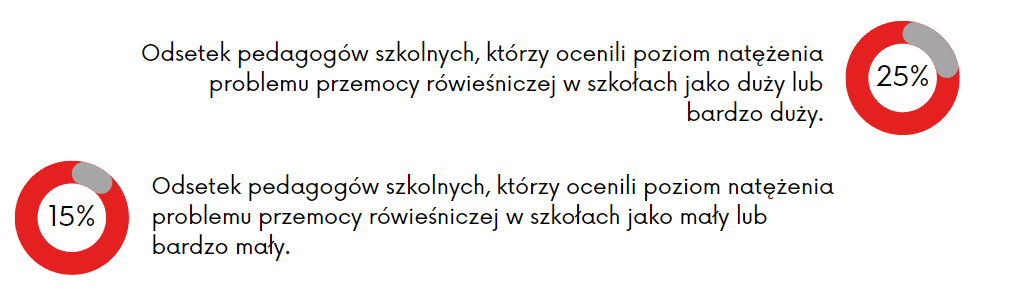 Odsetek pedagogów szkolnych, którzy ocenili poziom natężenia
problemu przemocy rówieśniczej w szkołach jako duży lub
bardzo duży.
25%
15%
Odsetek pedagogów szkolnych, którzy ocenili poziom natężenia
problemu przemocy rówieśniczej w szkołach jako mały lub
bardzo mały.